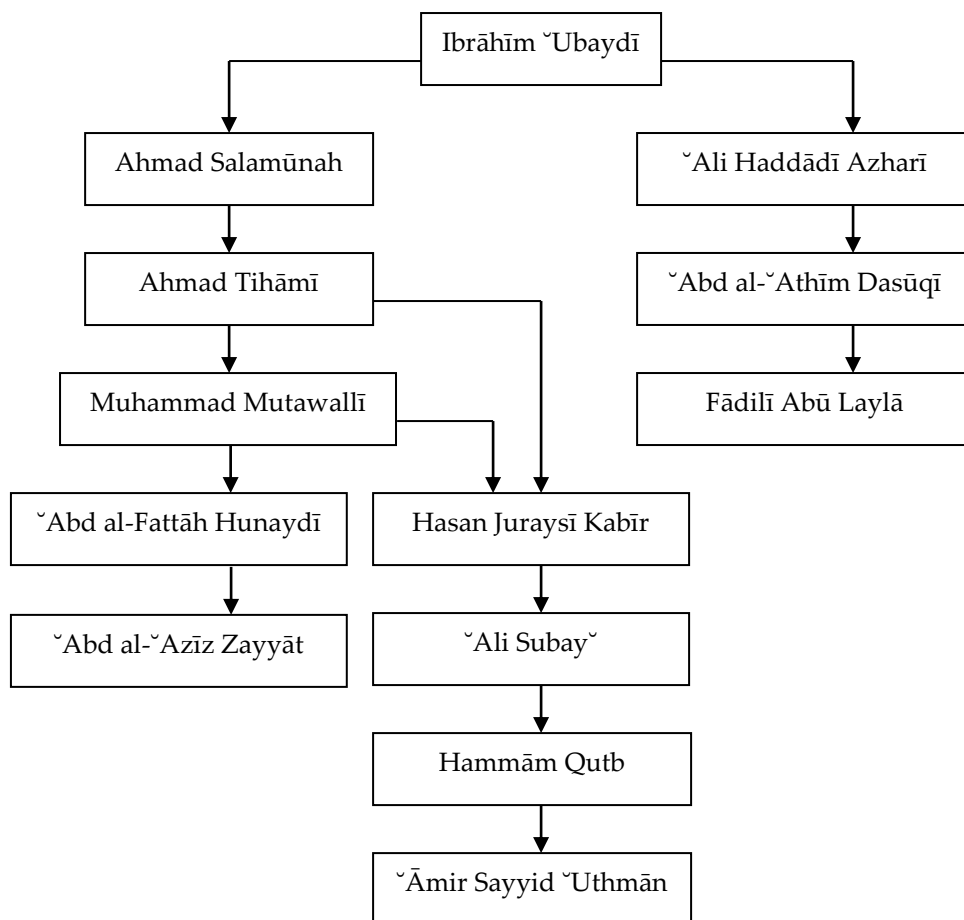 Ibrāhīm ˘Ubaydī
Ahmad Salamūnah
˘Ali Haddādī Azharī
Ahmad Tihāmī
˘Abd al-˘Athīm Dasūqī
Muhammad Mutawallī
Fādilī Abū Laylā
˘Abd al-Fattāh Hunaydī
Hasan Juraysī Kabīr
˘Abd al-˘Azīz Zayyāt
˘Ali Subay˘
Hammām Qutb
˘Āmir Sayyid ˘Uthmān